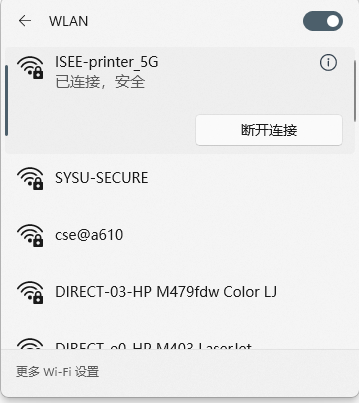 WLAN
ISEE-printer_5G
已连接，安全
断开连接
SYSU-SECURE
cse@a610
DIRECT-03-HP M479fdw Color LJ
DIRECT-e0-HP M403 LaserJet
更多 Wi-Fi 设置